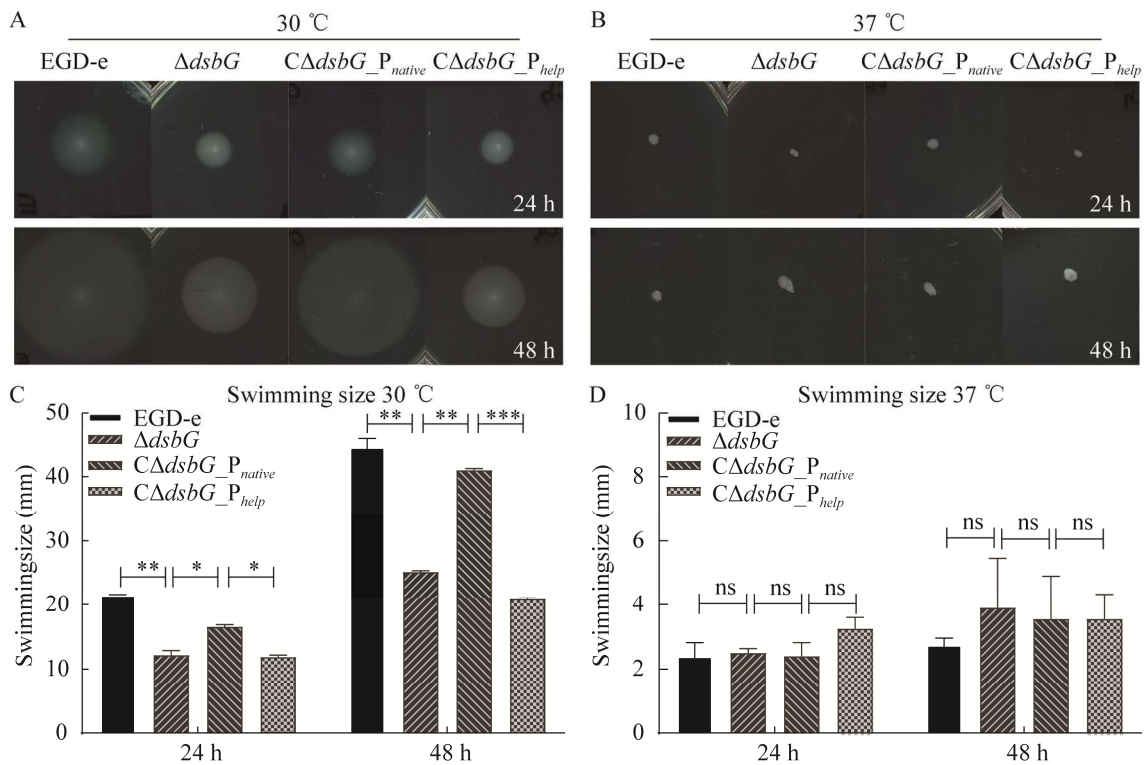 A
30 ℃
EGD-e ΔdsbG CΔdsbG_Pnative CΔdsbG_Phelp
24 h
48 h
B
37 ℃
EGD-e ΔdsbG CΔdsbG_Pnative CΔdsbG_Phelp
24 h
48 h
C Swimming size 30 ℃
EGD-e
ΔdsbG
CΔdsbG_Pnative
CΔdsbG_Phelp
** ** ***
** * *
Swimmingsize (mm)
50
40
30
20
10
0
24 h 48 h
D Swimming size 37 ℃
EGD-e
ΔdsbG
CΔdsbG_Pnative
CΔdsbG_Phelp
ns ns ns
ns ns ns
Swimmingsize (mm)
10
8
6
4
2
0
24 h 48 h